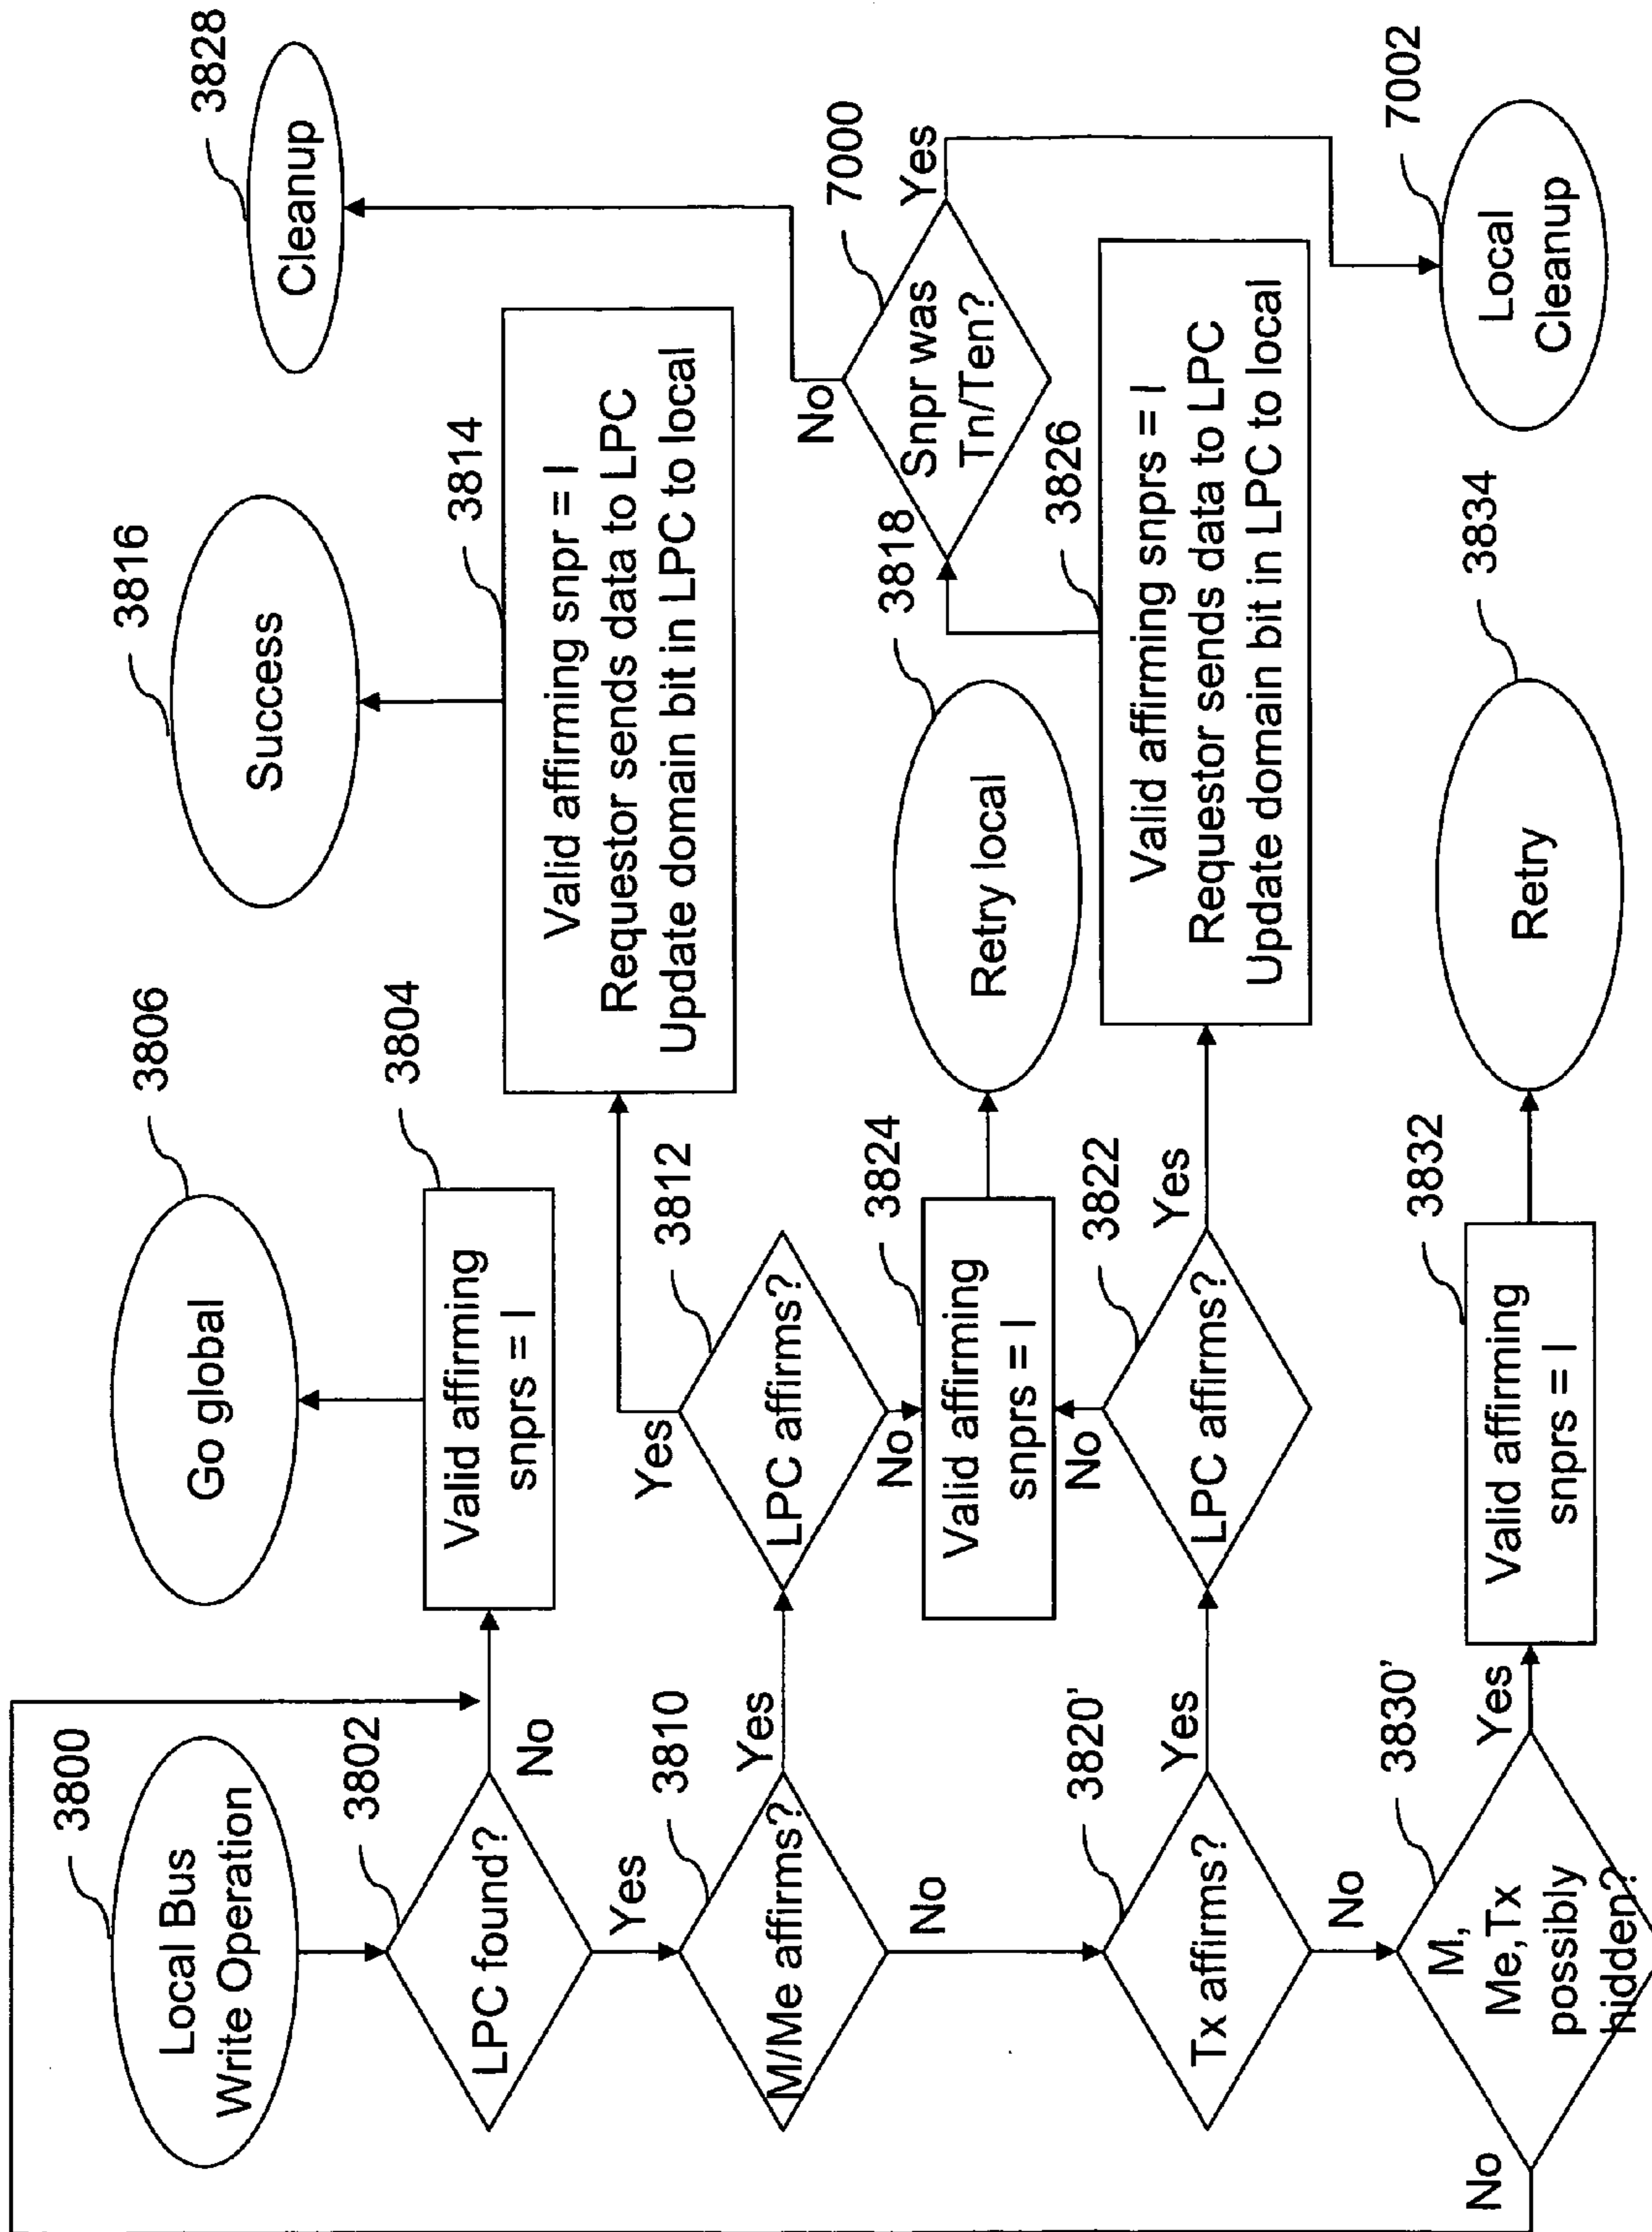 3800
Local Bus
Write Operation
3802
LPC found?
No
Yes
3804
Valid affirming
snprs = I
3806
Go global
3810
M/Me affirms?
Yes
No
3812
LPC affirms?
Yes
No
3814
Valid affirming snpr = I
Requestor sends data to LPC
Update domain bit in LPC to local
3816
Success
3820'
Tx affirms?
Yes
No
3822
LPC affirms?
Yes
No
3824
Valid affirming
snprs = I
3818
Retry local
3826
Valid affirming snprs = I
Requestor sends data to LPC
Update domain bit in LPC to local
7000
Snpr was
Tn/Ten?
No
Yes
3828
Cleanup
7002
Local
Cleanup
3830'
M,
Me,Tx
possibly
hidden?
No
Yes
3832
Valid affirming
snprs = I
3834
Retry